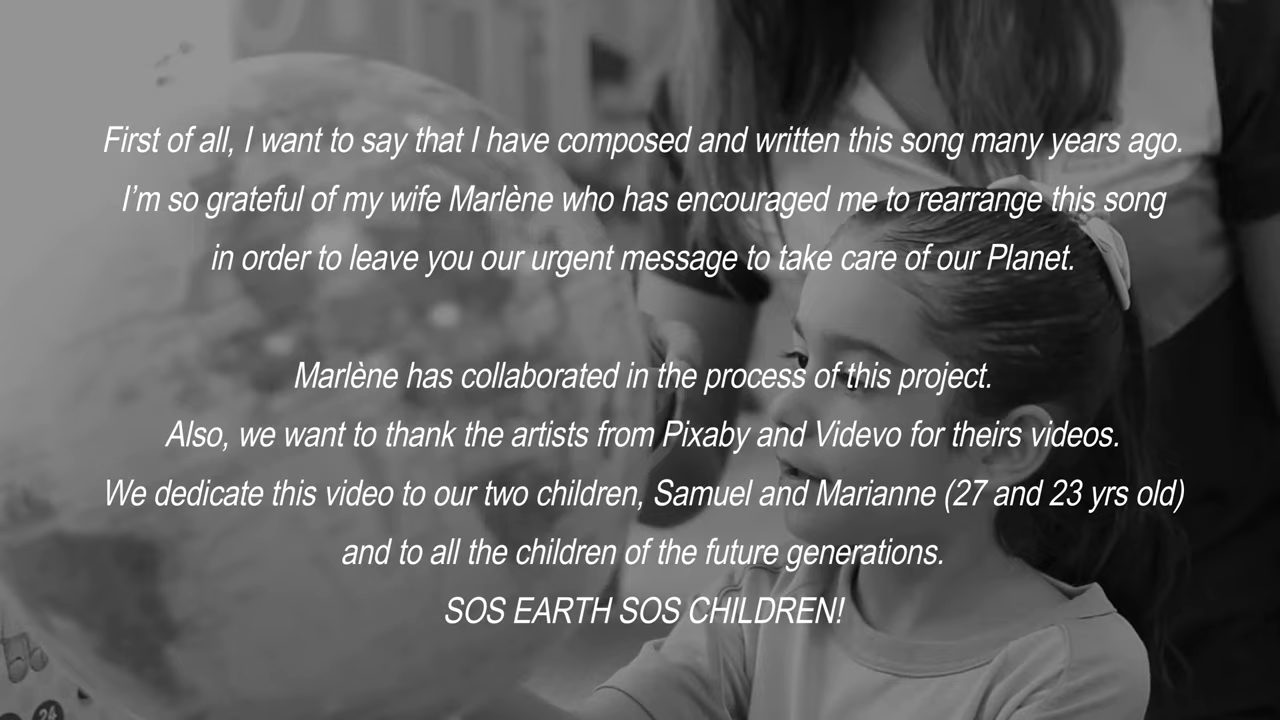 First of all, I want to say that I have composed and written this song many years ago.
I'm so grateful of my wife Marlène who has encouraged me to rearrange this song
in order to leave you our urgent message to take care of our Planet.
Marlène has collaborated in the process of this project.
Also, we want to thank the artists from Pixaby and Videvo for theirs videos.
We dedicate this video to our two children, Samuel and Marianne (27 and 23 yrs old)
and to all the children of the future generations.
SOS EARTH SOS CHILDREN!
24